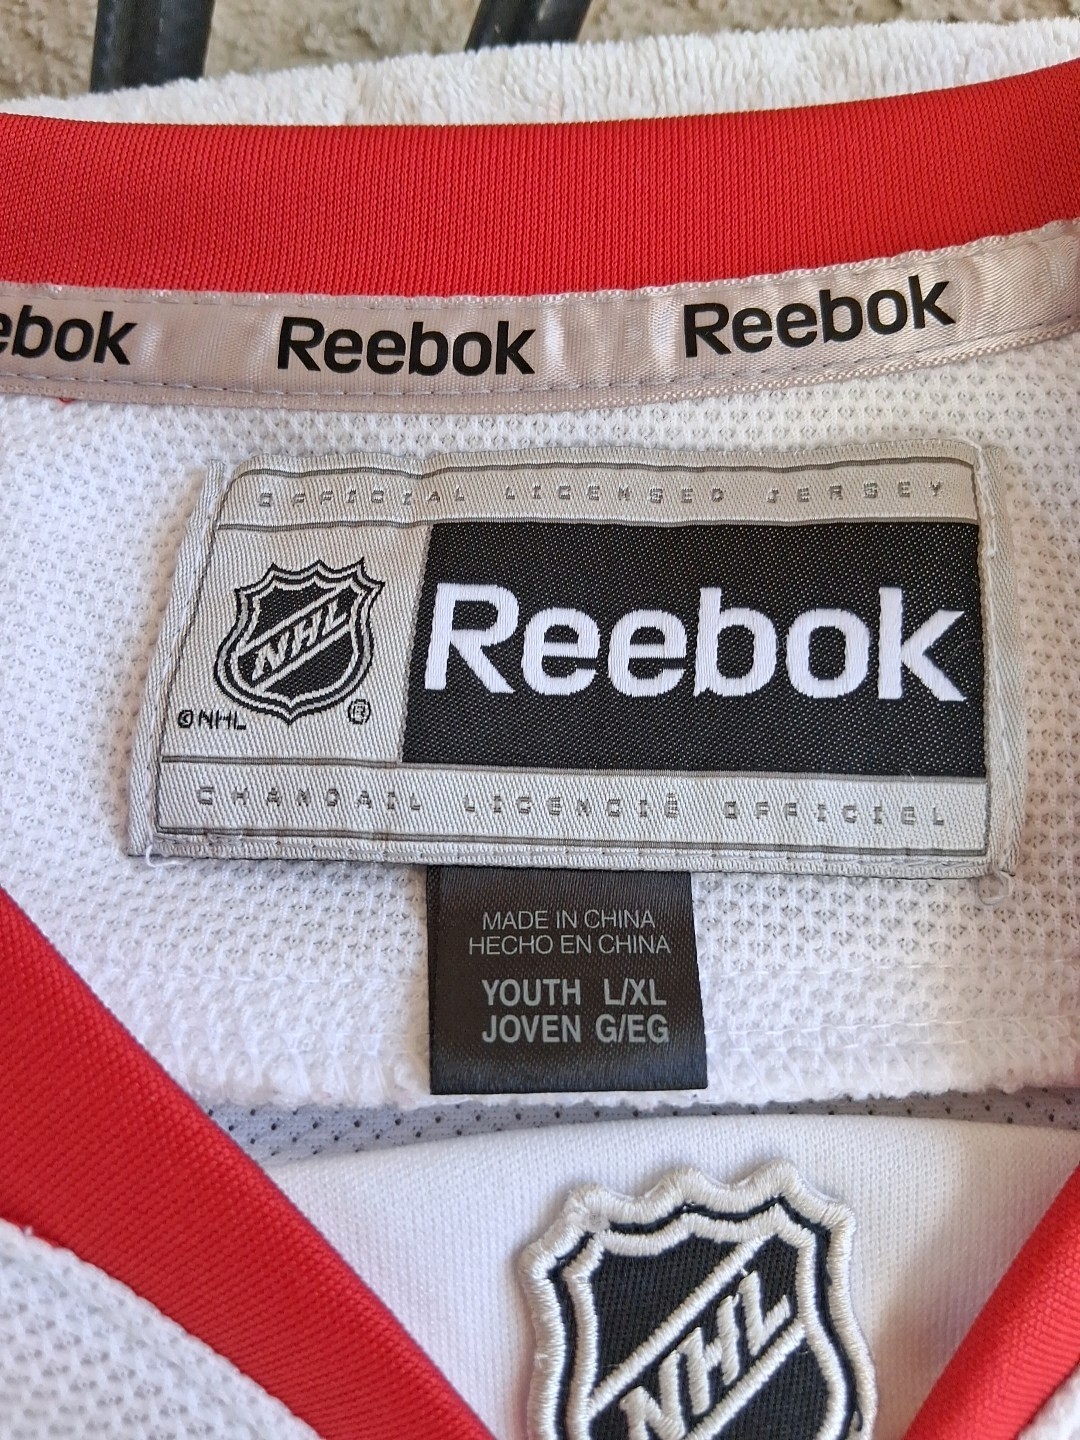 Reebok Reebok
OFFICIAL LICENSED JERSEY
NHL
©NHL ®
Reebok
CHANDAIL LICENCIÉ OFFICIEL
MADE IN CHINA
HECHO EN CHINA
YOUTH L/XL
JOVEN G/EG
NHL